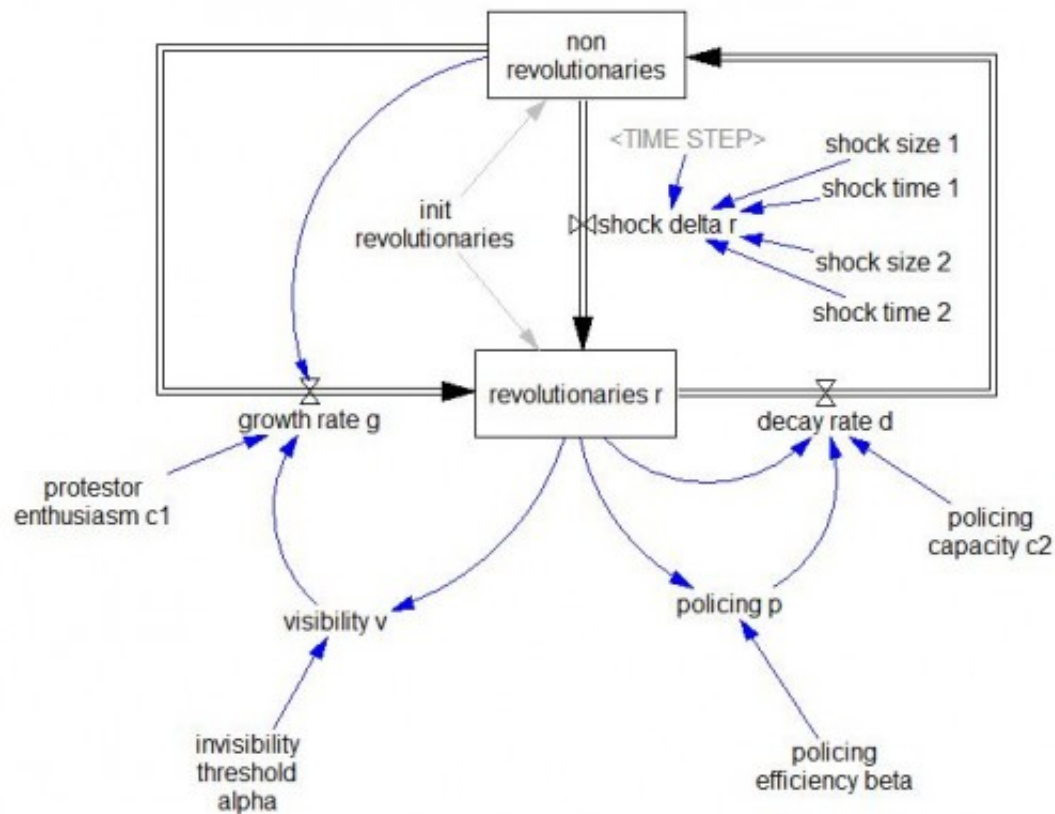 non
revolutionaries
<TIME STEP>
shock size 1
shock time 1
init
revolutionaries
shock delta r
shock size 2
shock time 2
revolutionaries r
growth rate g
decay rate d
protestor
enthusiasm c1
policing
capacity c2
visibility v
policing p
invisibility
threshold
alpha
policing
efficiency beta